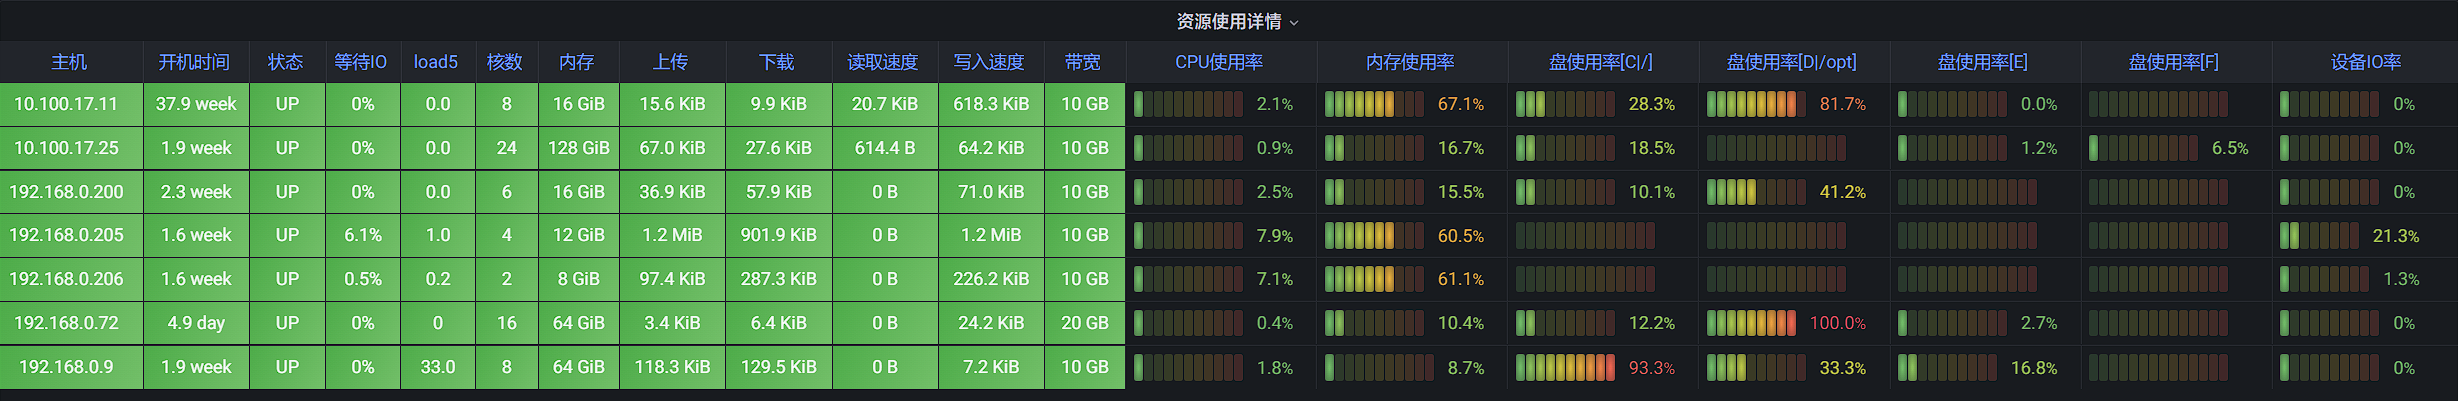 资源使用详情
主机 开机时间 状态 等待IO load5 核数 内存 上传 下载 读取速度 写入速度 带宽 CPU使用率 内存使用率 盘使用率[C|/] 盘使用率[D|/opt] 盘使用率[E] 盘使用率[F] 设备IO率
10.100.17.11 37.9 week UP 0% 0.0 8 16 GiB 15.6 KiB 9.9 KiB 20.7 KiB 618.3 KiB 10 GB 2.1% 67.1% 28.3% 81.7% 0.0% 0%
10.100.17.25 1.9 week UP 0% 0.0 24 128 GiB 67.0 KiB 27.6 KiB 614.4 B 64.2 KiB 10 GB 0.9% 16.7% 18.5% 1.2% 6.5% 0%
192.168.0.200 2.3 week UP 0% 0.0 6 16 GiB 36.9 KiB 57.9 KiB 0 B 71.0 KiB 10 GB 2.5% 15.5% 10.1% 41.2% 0%
192.168.0.205 1.6 week UP 6.1% 1.0 4 12 GiB 1.2 MiB 901.9 KiB 0 B 1.2 MiB 10 GB 7.9% 60.5% 21.3%
192.168.0.206 1.6 week UP 0.5% 0.2 2 8 GiB 97.4 KiB 287.3 KiB 0 B 226.2 KiB 10 GB 7.1% 61.1% 1.3%
192.168.0.72 4.9 day UP 0% 0 16 64 GiB 3.4 KiB 6.4 KiB 0 B 24.2 KiB 20 GB 0.4% 10.4% 12.2% 100.0% 2.7% 0%
192.168.0.9 1.9 week UP 0% 33.0 8 64 GiB 118.3 KiB 129.5 KiB 0 B 7.2 KiB 10 GB 1.8% 8.7% 93.3% 33.3% 16.8% 0%